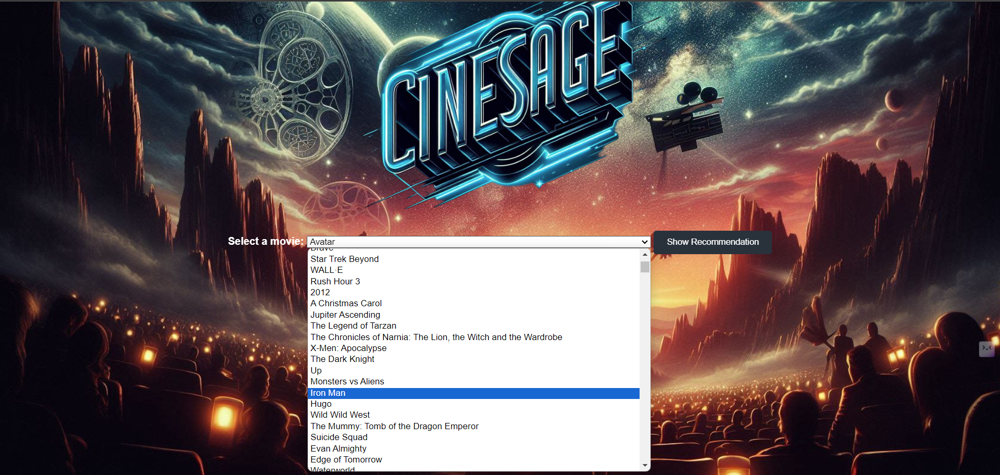 CINESAGE
Select a movie:
Avatar
Show Recommendation
Brave
Star Trek Beyond
WALL·E
Rush Hour 3
2012
A Christmas Carol
Jupiter Ascending
The Legend of Tarzan
The Chronicles of Narnia: The Lion, the Witch and the Wardrobe
X-Men: Apocalypse
The Dark Knight
Up
Monsters vs Aliens
Iron Man
Hugo
Wild Wild West
The Mummy: Tomb of the Dragon Emperor
Suicide Squad
Evan Almighty
Edge of Tomorrow
Waterworld